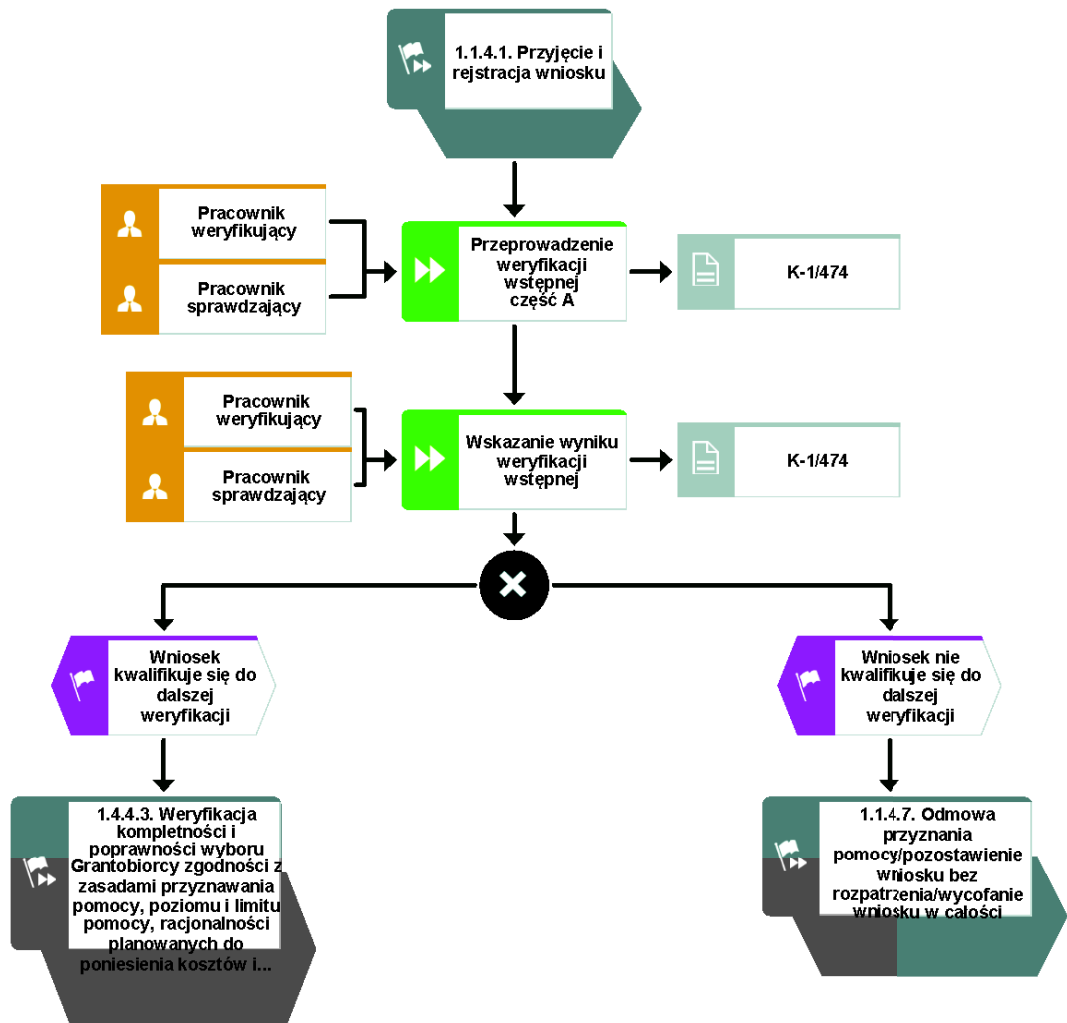 1.1.4.1. Przyjęcie i
rejstracja wniosku
Pracownik
weryfikujący
Pracownik
sprawdzający
Przeprowadzenie
weryfikacji
wstępnej
część A
K-1/474
Pracownik
weryfikujący
Pracownik
sprawdzający
Wskazanie wyniku
weryfikacji
wstępnej
K-1/474
Wniosek
kwalifikuje się do
dalszej
weryfikacji
Wniosek nie
kwalifikuje się do
dalszej
weryfikacji
1.4.4.3. Weryfikacja
kompletności i
poprawności wyboru
Grantobiorcy zgodności z
zasadami przyznawania
pomocy, poziomu i limitu
pomocy, racjonalności
planowanych do
poniesienia kosztów i...
1.1.4.7. Odmowa
przyznania
pomocy/pozostawienie
wniosku bez
rozpatrzenia/wycofanie
wniosku w całości